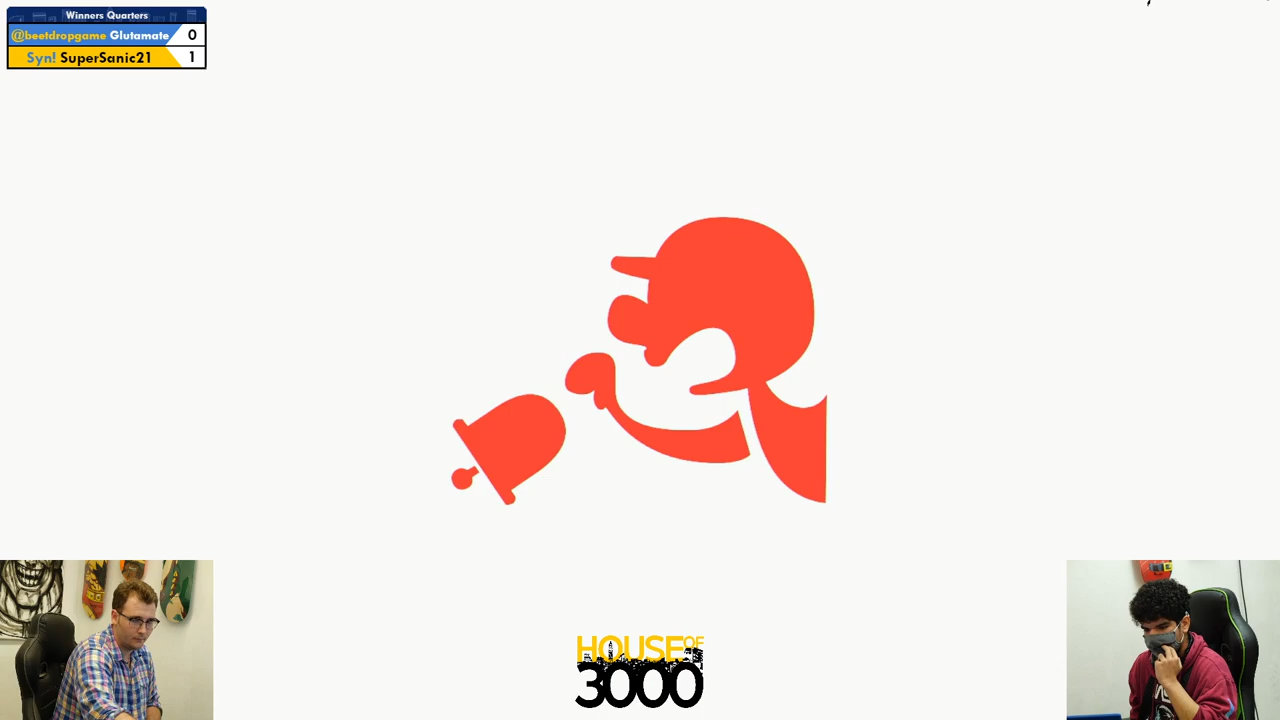 Winners Quarters
@beetdropgame Glutamate 0
Syn! SuperSanic21 1
HOUSE OF
3000